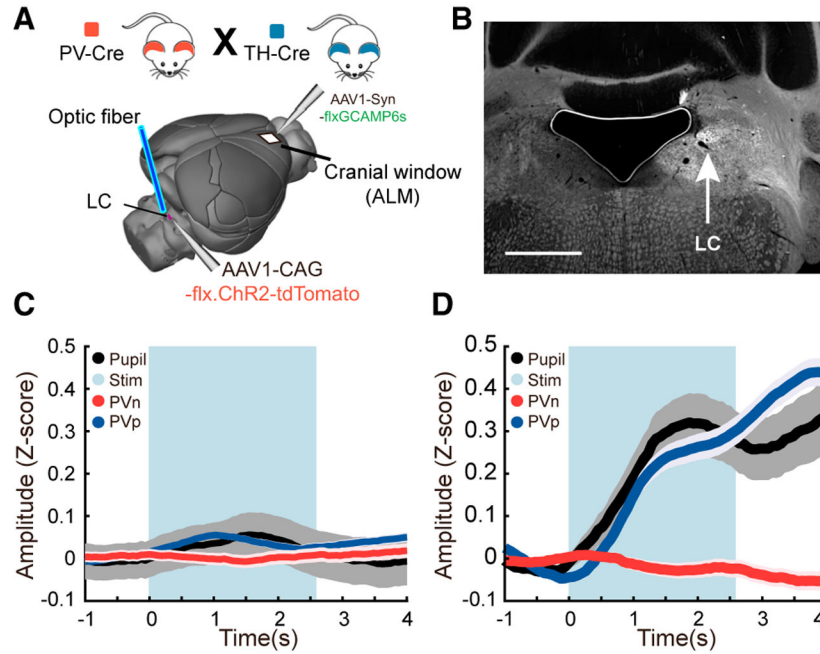 A
PV-Cre X TH-Cre
Optic fiber
AAV1-Syn
-flxGCAMP6s
Cranial window
(ALM)
LC
AAV1-CAG
-flx.ChR2-tdTomato
B
LC
C
Amplitude (Z-score)
0.5
0.4
0.3
0.2
0.1
0
-0.1
Pupil
Stim
PVn
PVp
-1 0 1 2 3 4
Time(s)
D
Amplitude (Z-score)
0.5
0.4
0.3
0.2
0.1
0
-0.1
Pupil
Stim
PVn
PVp
-1 0 1 2 3 4
Time(s)